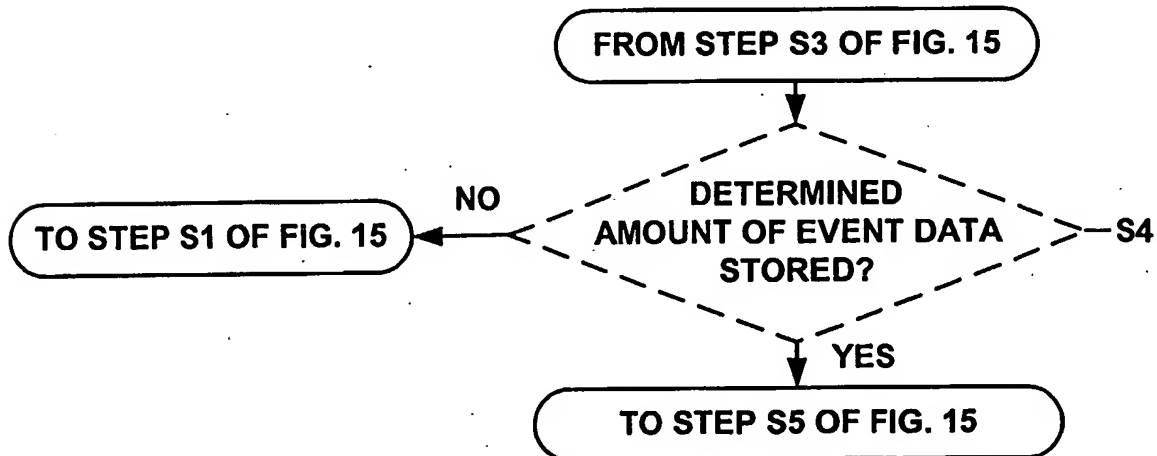 FROM STEP S3 OF FIG. 15
DETERMINED
AMOUNT OF EVENT DATA
STORED?
S4
NO
TO STEP S1 OF FIG. 15
YES
TO STEP S5 OF FIG. 15